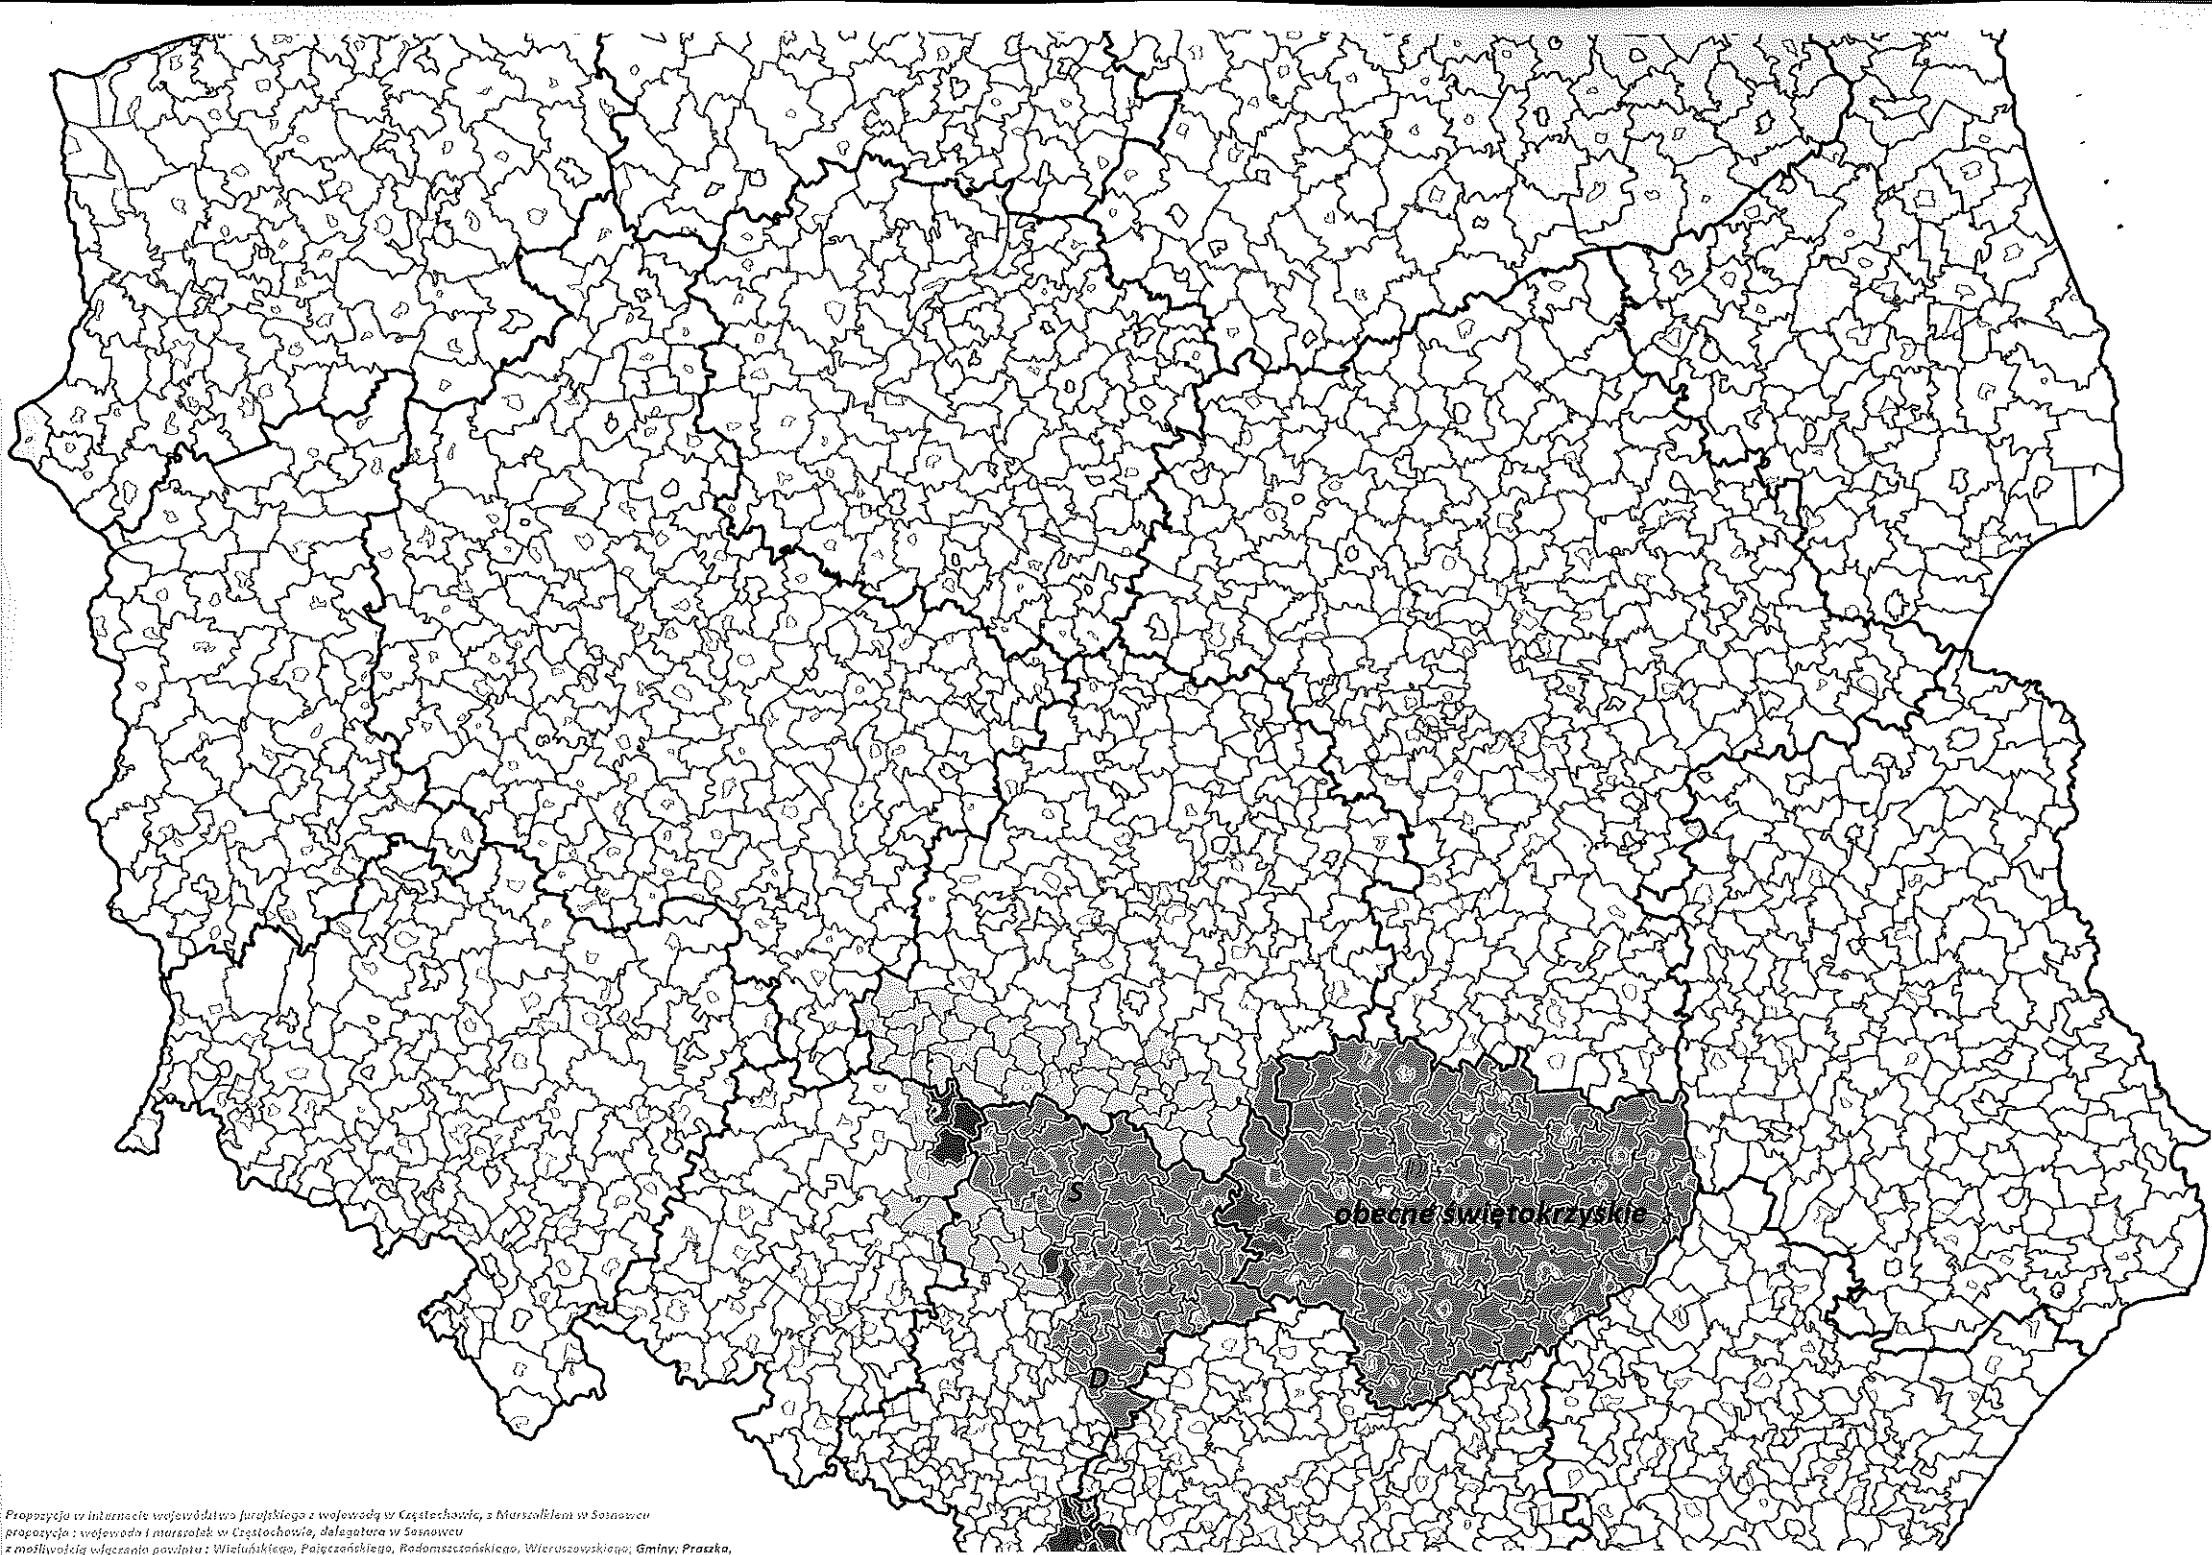 D
S
obecne świętokrzyskie
D
Propozycja w internacie województwa Jurajskiego z wojewodą w Częstochowie, z Marszałkiem w Sosnowcu
propozycja : wojewoda i marszałek w Częstochowie, delegatura w Sosnowcu
z możliwością włączenia powiatu : Wieluńskiego, Pajęczańskiego, Radomszczańskiego, Wieruszowskiego; Gminy: Praszka,